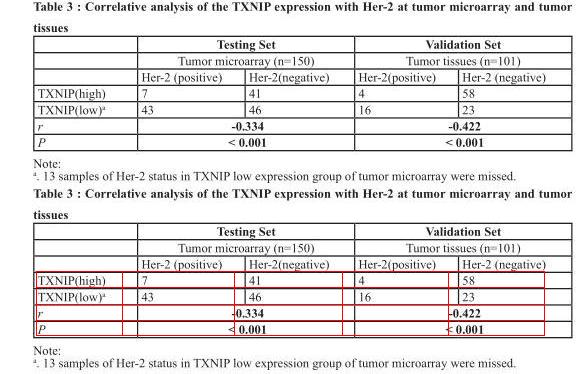 Table 3 : Correlative analysis of the TXNIP expression with Her-2 at tumor microarray and tumor
tissues
Testing Set Validation Set
Tumor microarray (n=150) Tumor tissues (n=101)
Her-2 (positive) Her-2(negative) Her-2(positive) Her-2 (negative)
TXNIP(high) 7 41 4 58
TXNIP(low)ª 43 46 16 23
r -0.334 -0.422
P < 0.001 < 0.001
Note:
ª. 13 samples of Her-2 status in TXNIP low expression group of tumor microarray were missed.
Table 3 : Correlative analysis of the TXNIP expression with Her-2 at tumor microarray and tumor
tissues
Testing Set Validation Set
Tumor microarray (n=150) Tumor tissues (n=101)
Her-2 (positive) Her-2(negative) Her-2(positive) Her-2 (negative)
TXNIP(high) 7 41 4 58
TXNIP(low)ª 43 46 16 23
r -0.334 -0.422
P < 0.001 < 0.001
Note:
ª. 13 samples of Her-2 status in TXNIP low expression group of tumor microarray were missed.